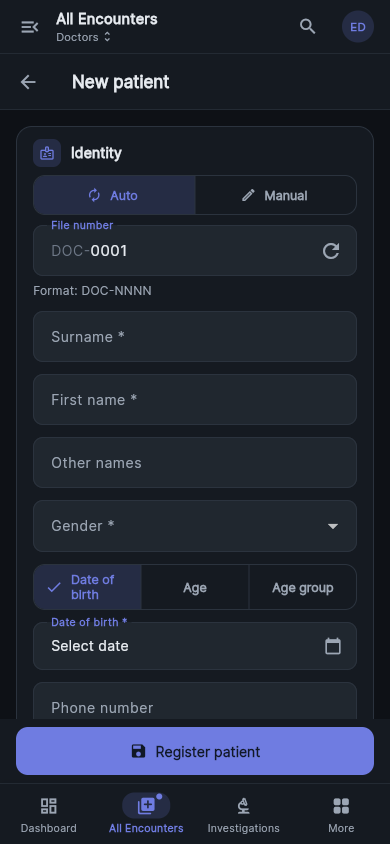 All Encounters
Doctors
ED
New patient
Identity
Auto
Manual
File number
DOC-0001
Format: DOC-NNNN
Surname *
First name *
Other names
Gender *
Date of
birth
Age
Age group
Date of birth *
Select date
Phone number
Register patient
Dashboard
All Encounters
Investigations
More